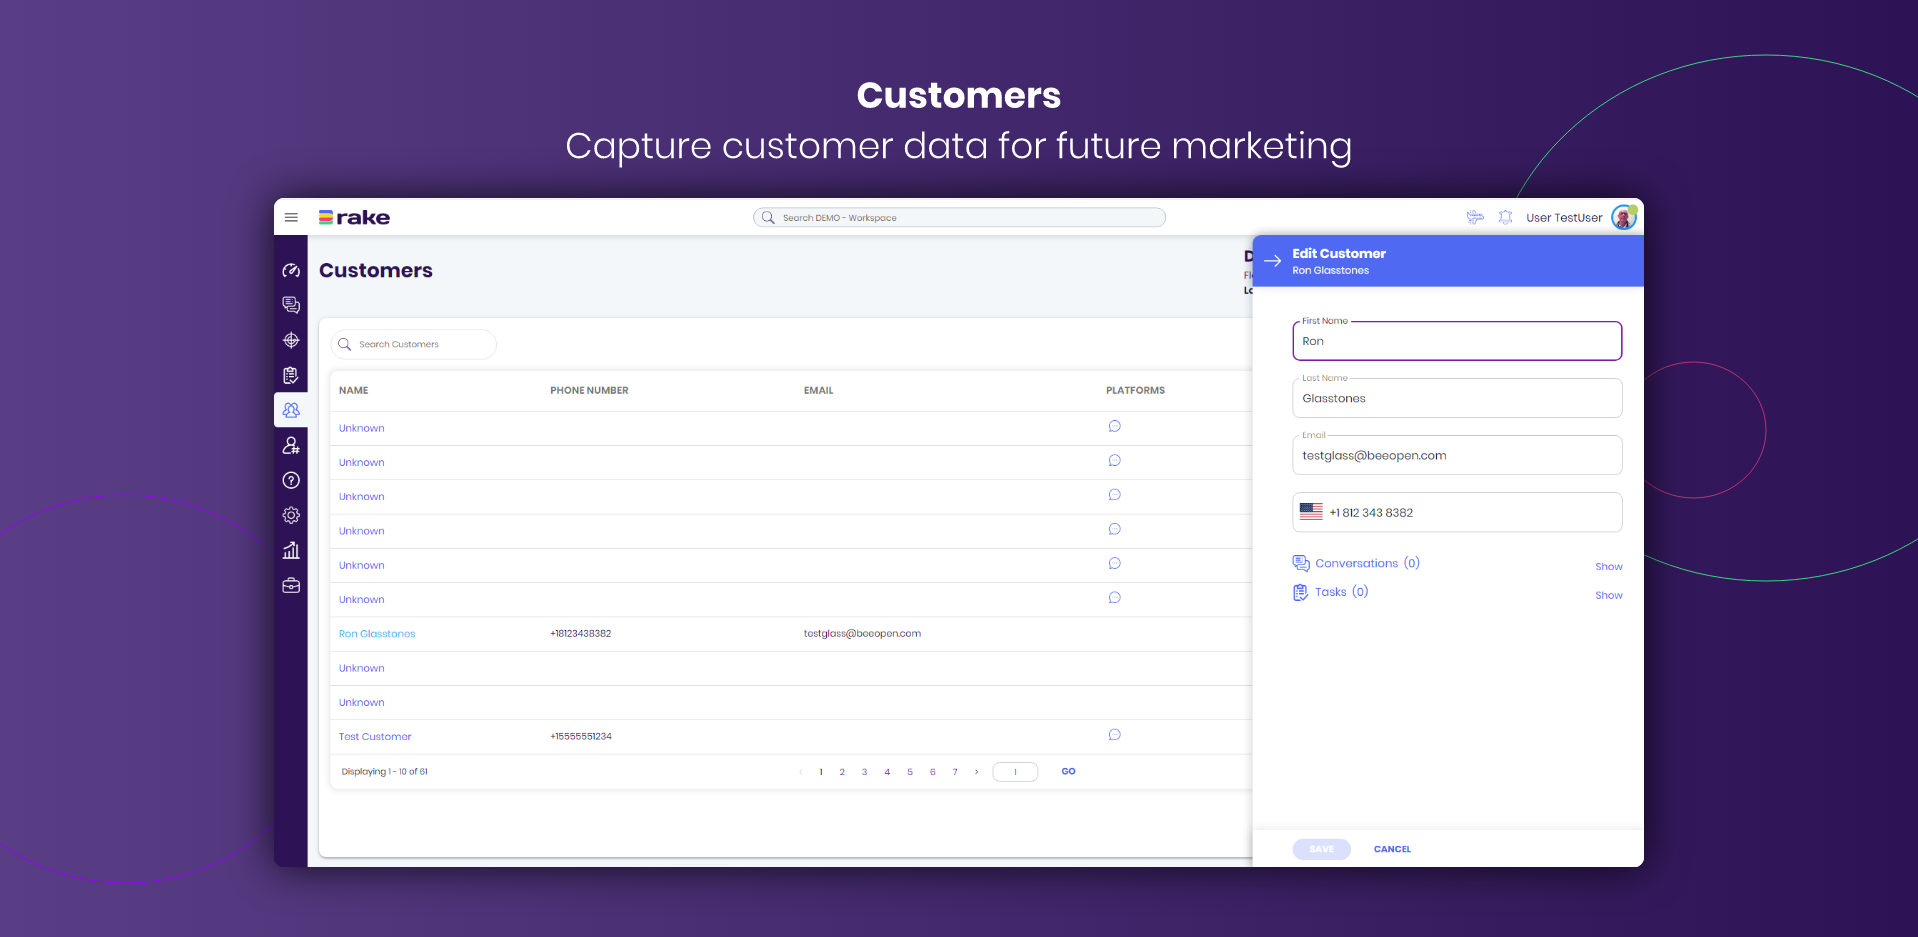 Customers
Capture customer data for future marketing
rake
Search DEMO - Workspace
User TestUser
Customers
Edit Customer
Ron Glasstones
Search Customers
NAME PHONE NUMBER EMAIL PLATFORMS
Unknown
Unknown
Unknown
Unknown
Unknown
Unknown
Ron Glasstones +18123438382 testglass@beeopen.com
Unknown
Unknown
Test Customer +15555551234
Displaying 1 - 10 of 61
‹ 1 2 3 4 5 6 7 › 1 GO
First Name
Ron
Last Name
Glasstones
Email
testglass@beeopen.com
+1 812 343 8382
Conversations (0) Show
Tasks (0) Show
SAVE CANCEL